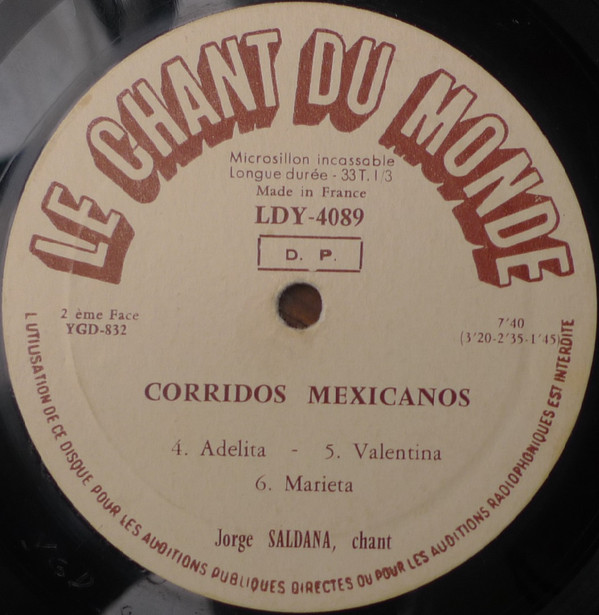 LE CHANT DU MONDE
Microsillon incassable
Longue durée - 33 T. 1/3
Made in France
LDY-4089
D. P.
2 ème Face
YGD-832
7'40
(3'20-2'35-1'45)
CORRIDOS MEXICANOS
4. Adelita - 5. Valentina
6. Marieta
Jorge SALDANA, chant
L'UTILISATION DE CE DISQUE POUR LES AUDITIONS PUBLIQUES DIRECTES OU POUR LES AUDITIONS RADIOPHONIQUES EST INTERDITE